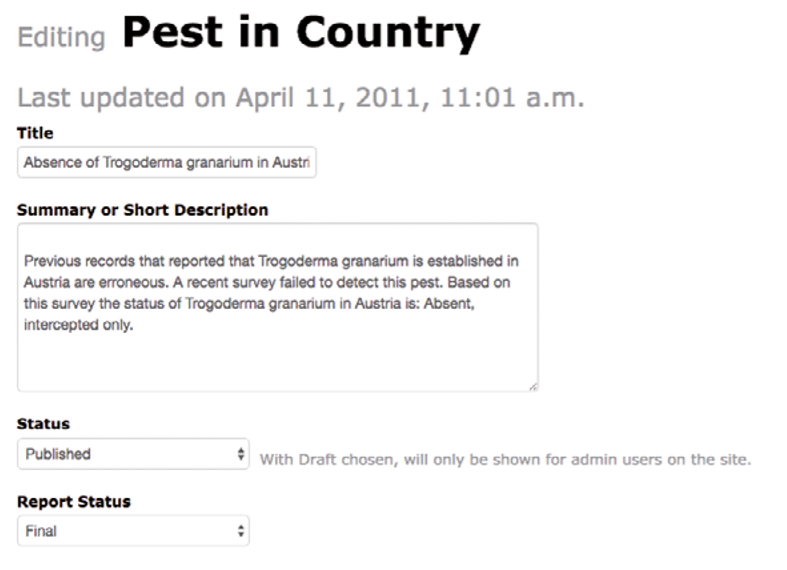 Editing Pest in Country
Last updated on April 11, 2011, 11:01 a.m.
Title
Absence of Trogoderma granarium in Austri
Summary or Short Description
Previous records that reported that Trogoderma granarium is established in
Austria are erroneous. A recent survey failed to detect this pest. Based on
this survey the status of Trogoderma granarium in Austria is: Absent,
intercepted only.
Status
Published With Draft chosen, will only be shown for admin users on the site.
Report Status
Final